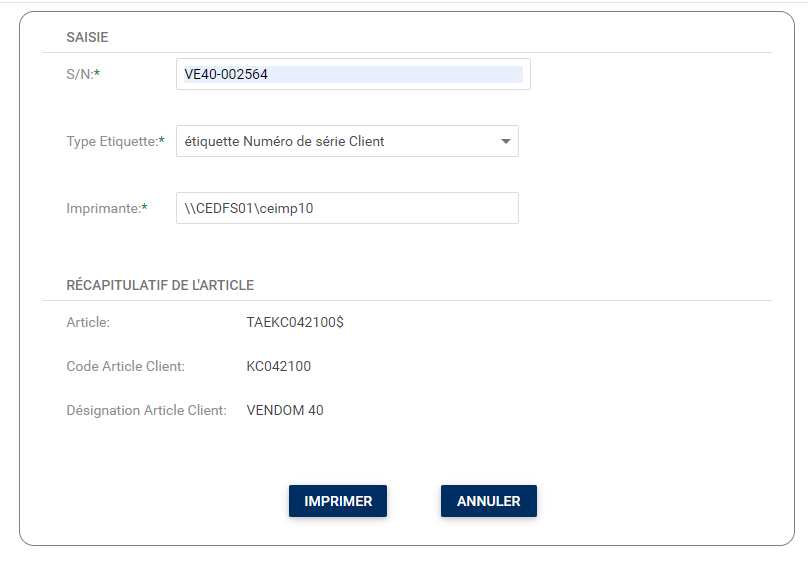 SAISIE
S/N:* VE40-002564
Type Etiquette:* étiquette Numéro de série Client
Imprimante:* \\CEDFS01\ceimp10
RÉCAPITULATIF DE L'ARTICLE
Article: TAEKC042100$
Code Article Client: KC042100
Désignation Article Client: VENDOM 40
IMPRIMER ANNULER